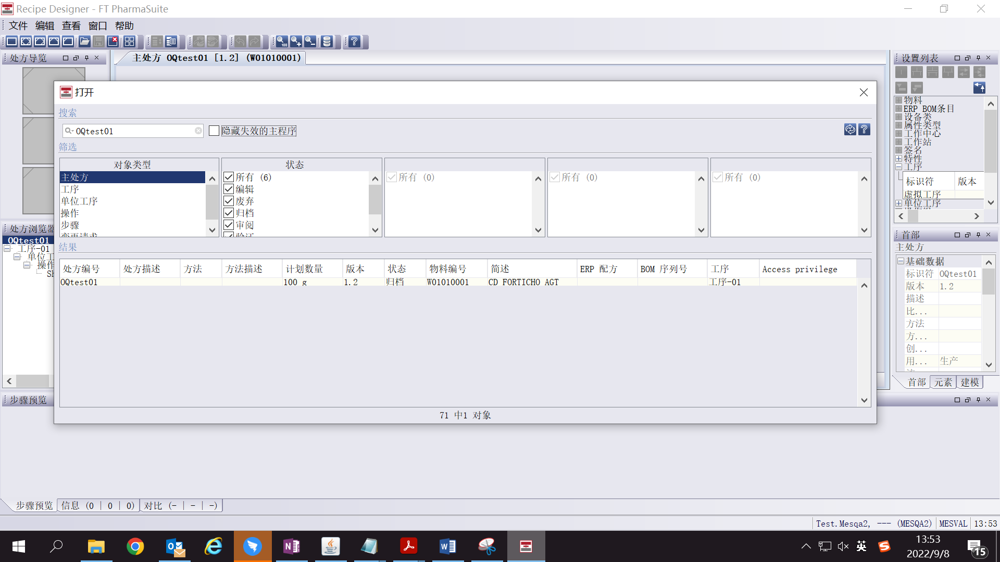 Recipe Designer - FT PharmaSuite
文件 编辑 查看 窗口 帮助
处方导览
主处方 OQtest01 [1.2] (W01010001)
设置列表
物料
ERP BOM条目
设备类
属性类型
工作中心
工作站
签名
特性
工序
标识符 版本
虚拟工序
单位工序
打开
搜索
OQtest01
隐藏失效的主程序
筛选
对象类型
主处方
工序
单位工序
操作
步骤
变更请求
状态
所有 (6)
编辑
废弃
归档
审阅
验证
所有 (0)
所有 (0)
所有 (0)
结果
处方编号 处方描述 方法 方法描述 计划数量 版本 状态 物料编号 简述 ERP 配方 BOM 序列号 工序 Access privilege
OQtest01 100 g 1.2 归档 W01010001 CD FORTICHO AGT 工序-01
71 中1 对象
处方浏览器
OQtest01
工序-01
单位工
操作
Sh
首部
主处方
基础数据
标识符 OQtest01
版本 1.2
描述
比...
方法
方...
创...
用... 生产
首部 元素 建模
步骤预览
步骤预览 信息 (0 | 0 | 0) 对比 (- | - | -)
Test.Mesqa2, --- (MESQA2) MESVAL 13:53
英
13:53
2022/9/8
15